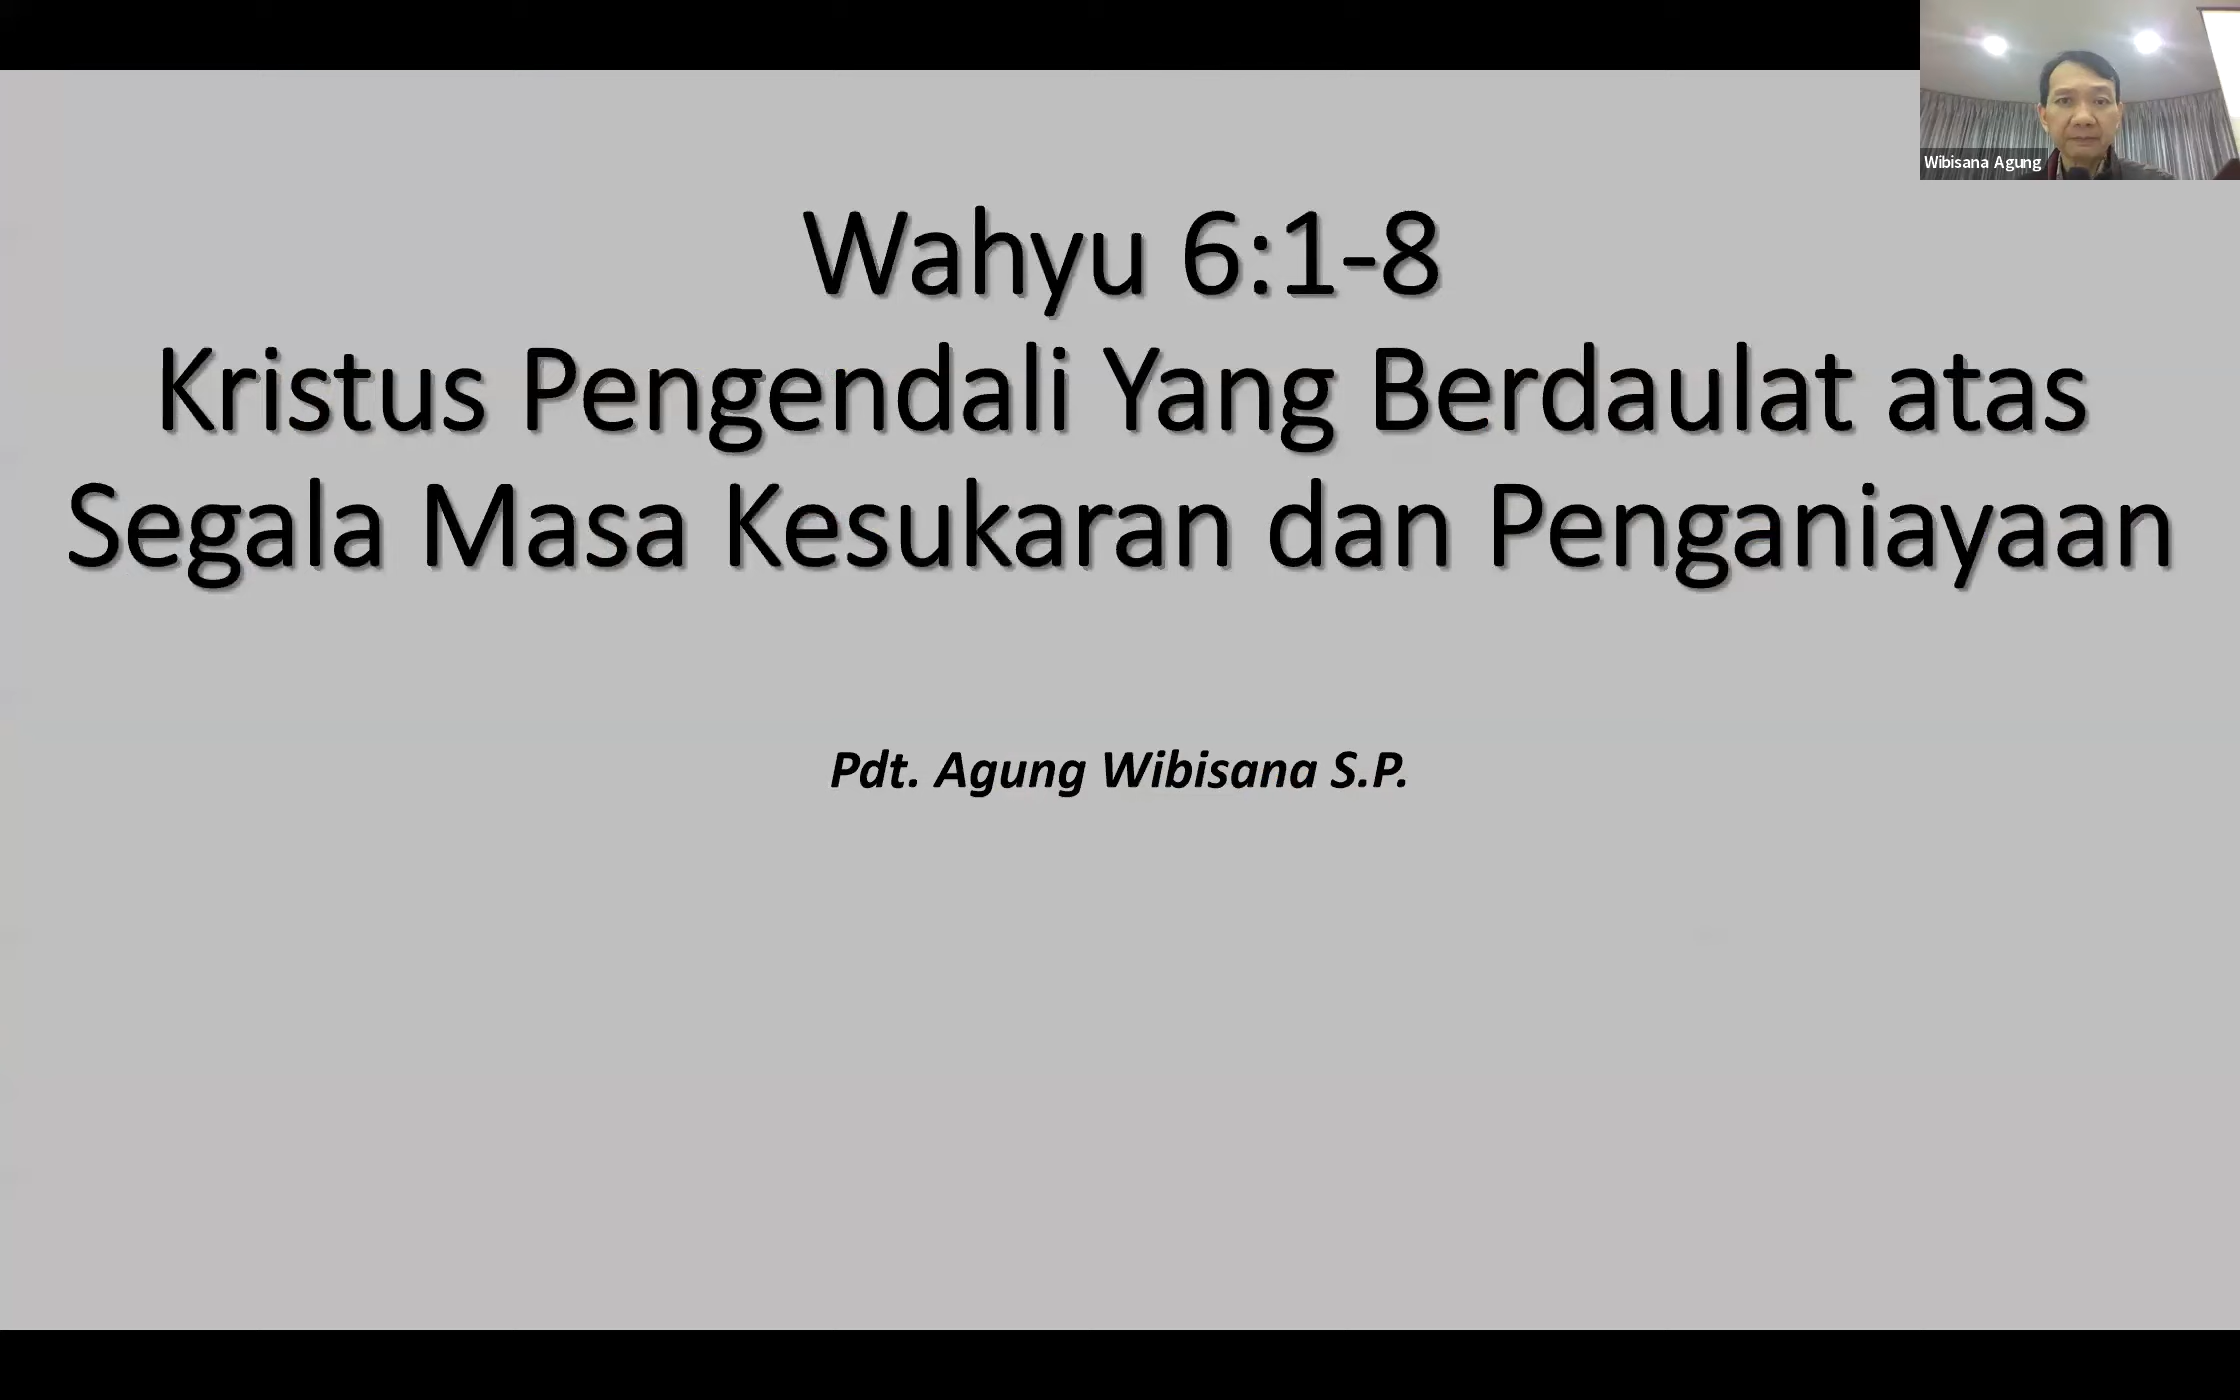 Wibisana Agung
Wahyu 6:1-8
Kristus Pengendali Yang Berdaulat atas
Segala Masa Kesukaran dan Penganiayaan
Pdt. Agung Wibisana S.P.